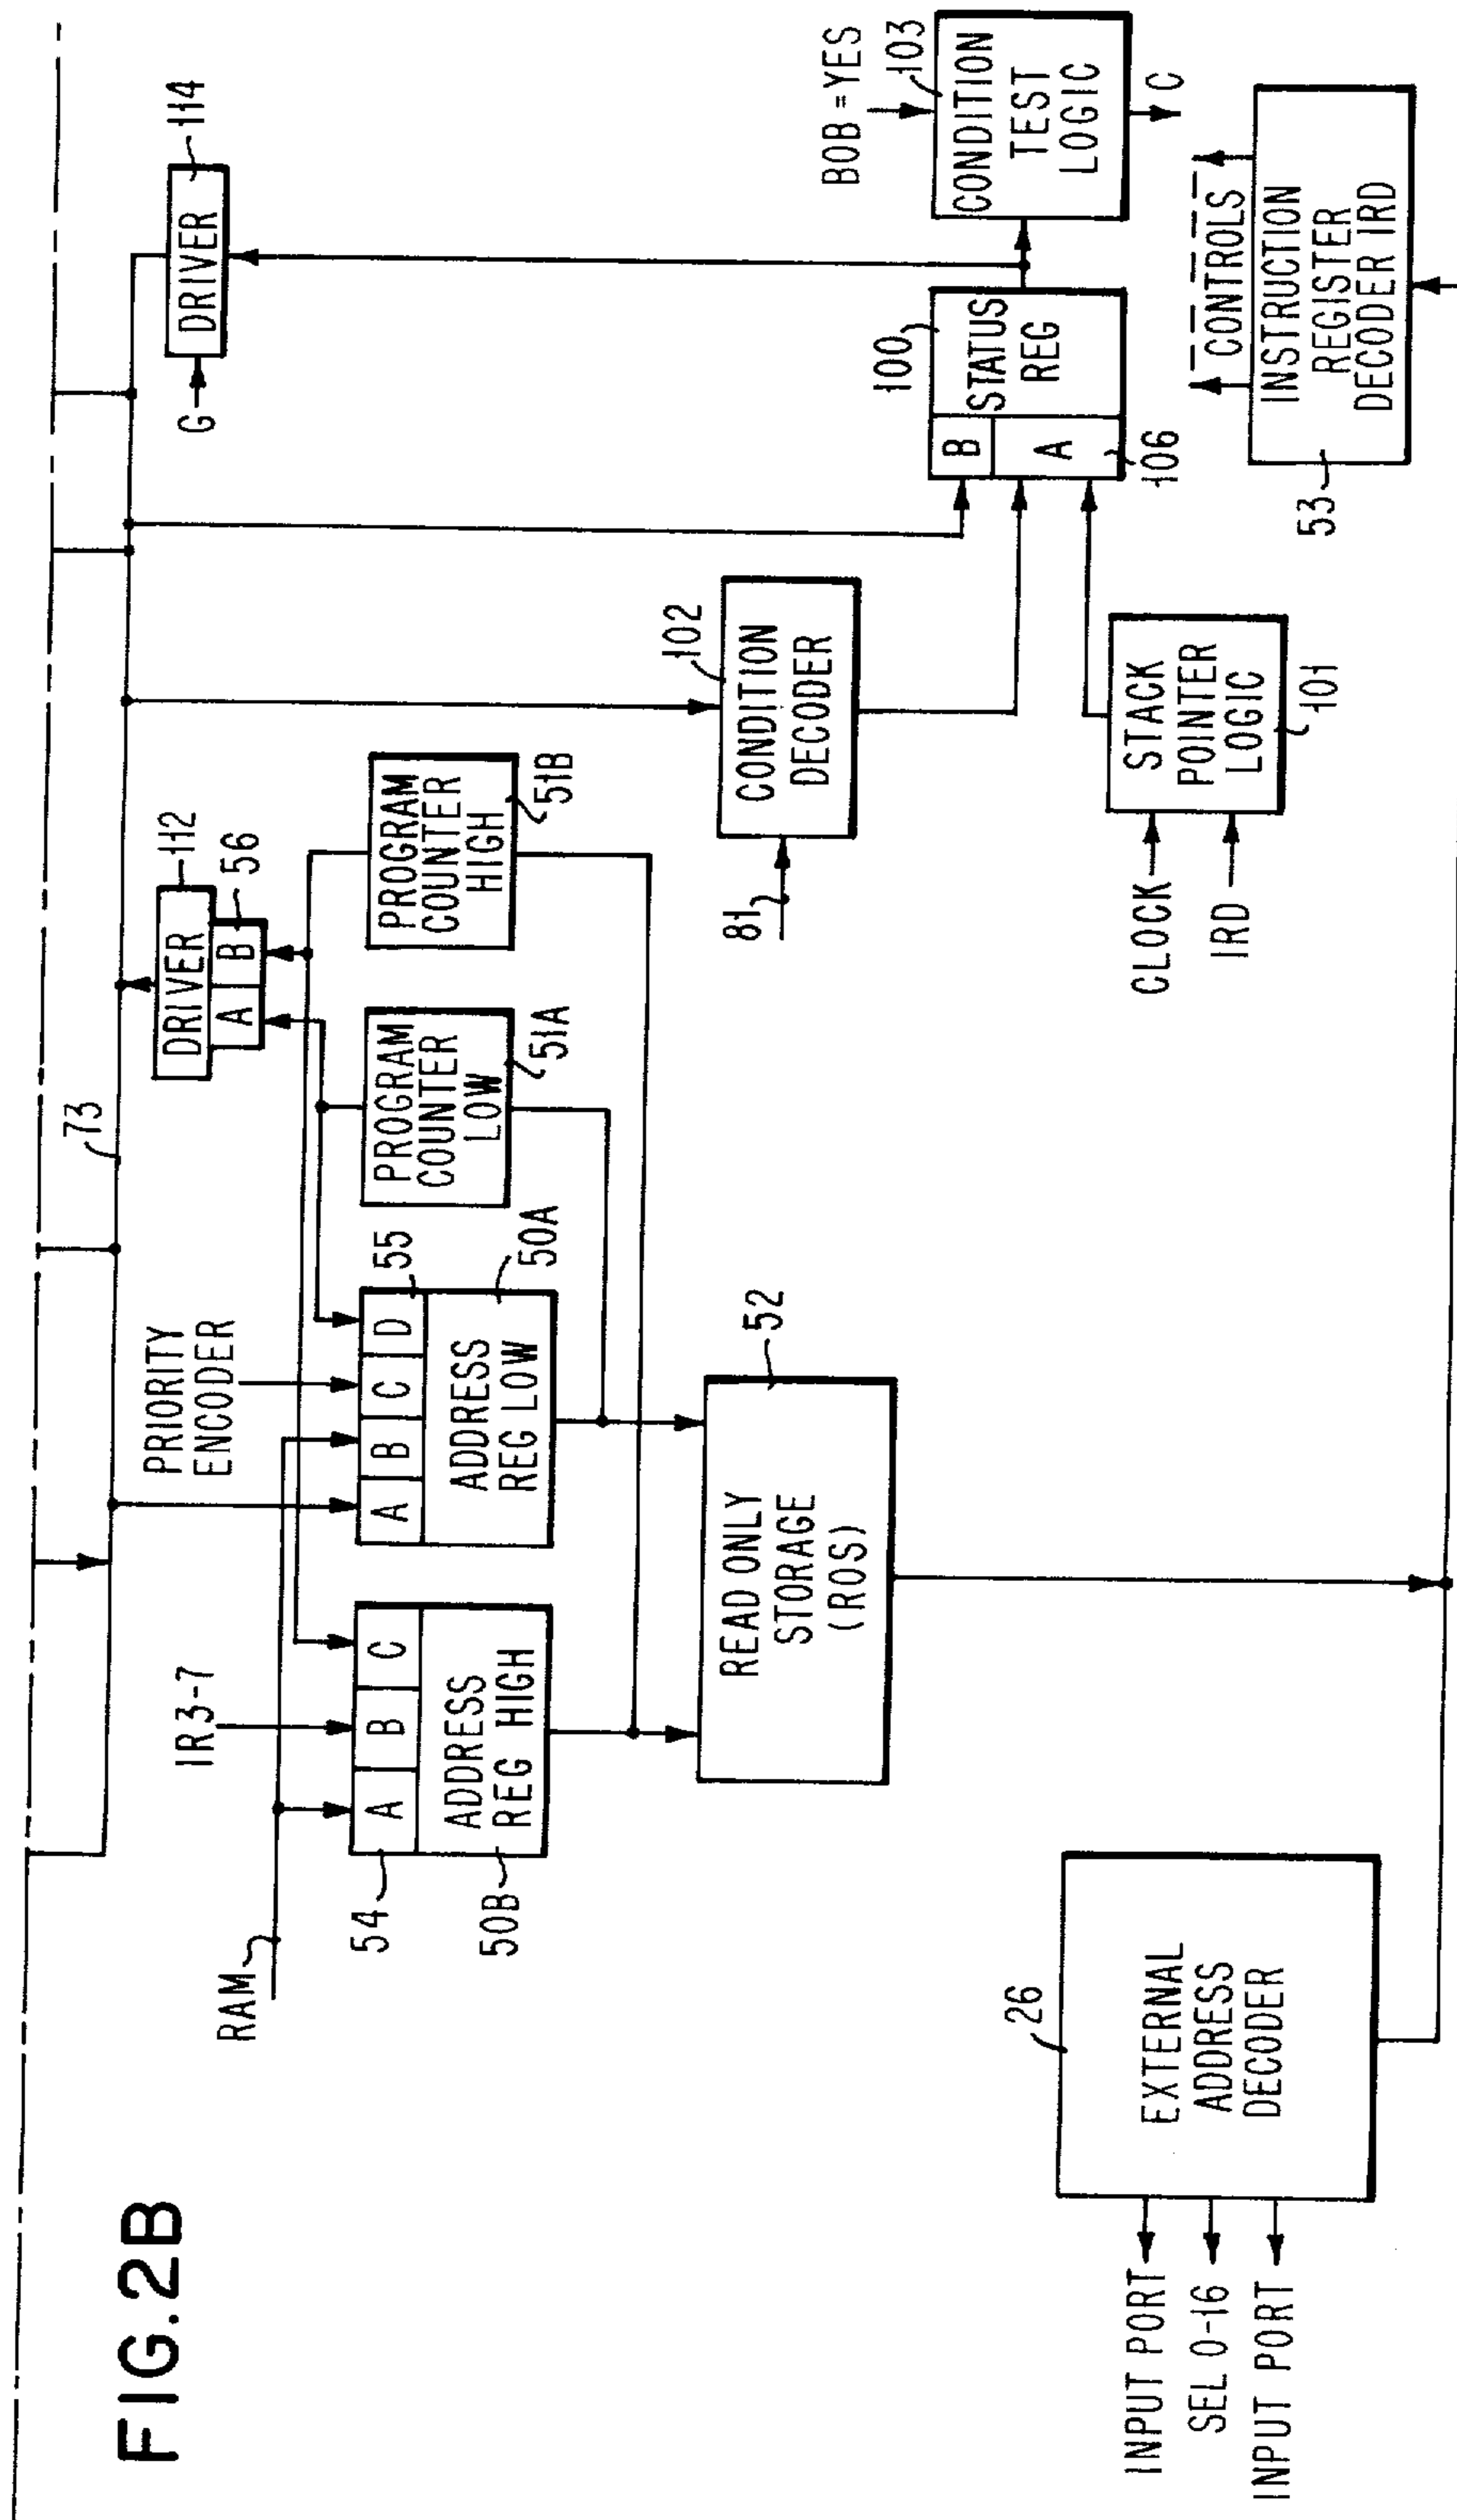 FIG.2B
73
DRIVER
112
A
B
56
G
DRIVER
114
RAM
IR3-7
PRIORITY
ENCODER
54
A
B
C
ADDRESS
REG HIGH
50B
A
B
C
D
55
ADDRESS
REG LOW
50A
PROGRAM
COUNTER
LOW
51A
PROGRAM
COUNTER
HIGH
51B
READ ONLY
STORAGE
(ROS)
52
81
CONDITION
DECODER
102
BOB=YES
103
CONDITION
TEST
LOGIC
C
100
B
A
STATUS
REG
106
CLOCK
IRD
STACK
POINTER
LOGIC
101
CONTROLS
INSTRUCTION
REGISTER
DECODER IRD
53
26
EXTERNAL
ADDRESS
DECODER
INPUT PORT
SEL 0-16
INPUT PORT